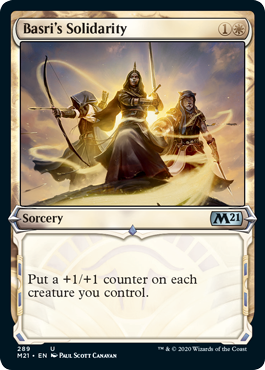 Basri's Solidarity 1
Sorcery M21
Put a +1/+1 counter on each
creature you control.
289 U
M21 • EN Paul Scott Canavan ™ & © 2020 Wizards of the Coast